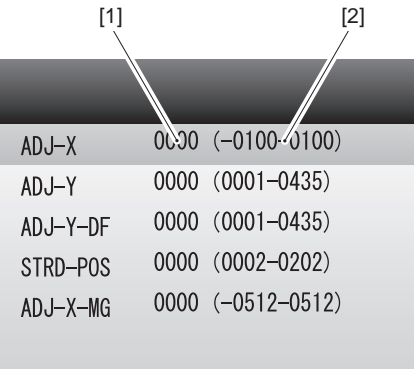 [1] [2]
ADJ-X 0000 (-0100-0100)
ADJ-Y 0000 (0001-0435)
ADJ-Y-DF 0000 (0001-0435)
STRD-POS 0000 (0002-0202)
ADJ-X-MG 0000 (-0512-0512)